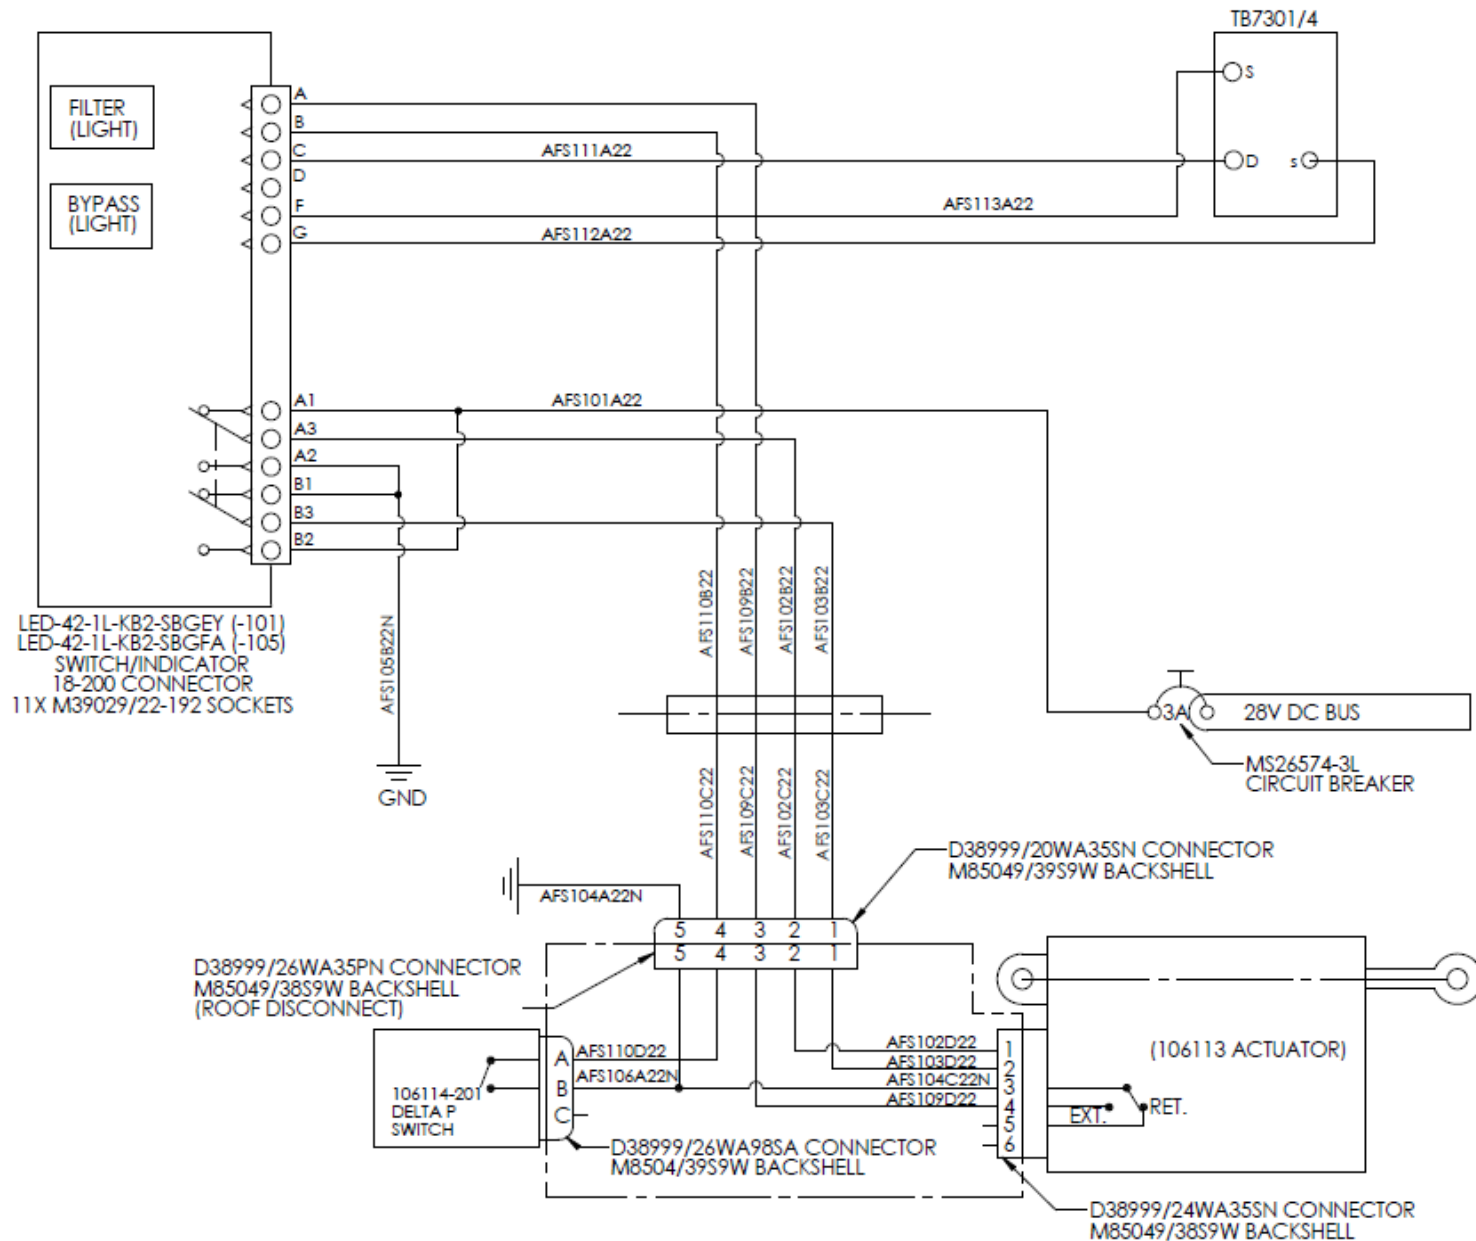 TB7301/4
S
D
s
FILTER
(LIGHT)
BYPASS
(LIGHT)
A
B
C
D
F
G
AFS111A22
AFS113A22
AFS112A22
A1
A3
A2
B1
B3
B2
AFS101A22
LED-42-1L-KB2-SBGEY (-101)
LED-42-1L-KB2-SBGFA (-105)
SWITCH/INDICATOR
18-200 CONNECTOR
11X M39029/22-192 SOCKETS
AFS105B22N
GND
AFS110B22
AFS109B22
AFS102B22
AFS103B22
3A
28V DC BUS
MS26574-3L
CIRCUIT BREAKER
AFS110C22
AFS109C22
AFS102C22
AFS103C22
D38999/20WA35SN CONNECTOR
M85049/39S9W BACKSHELL
AFS104A22N
5 4 3 2 1
5 4 3 2 1
D38999/26WA35PN CONNECTOR
M85049/38S9W BACKSHELL
(ROOF DISCONNECT)
106114-201
DELTA P
SWITCH
A
B
C
AFS110D22
AFS106A22N
AFS102D22
AFS103D22
AFS104C22N
AFS109D22
1
2
3
4
5
6
(106113 ACTUATOR)
EXT.
RET.
D38999/26WA98SA CONNECTOR
M8504/39S9W BACKSHELL
D38999/24WA35SN CONNECTOR
M85049/38S9W BACKSHELL